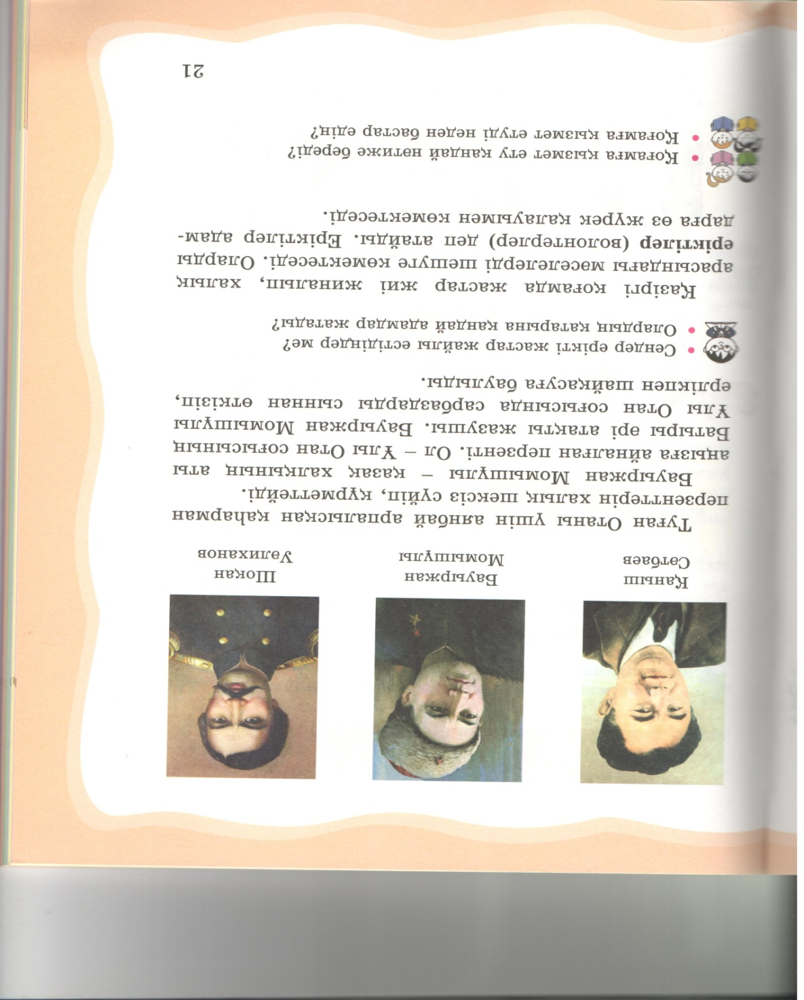 Қаныш
Сәтбаев
Бауыржан
Момышұлы
Шоқан
Уәлиханов
Туған Отаны үшін аянбай арпалысқан қаһарман
перзенттерін халық шексіз сүйіп, құрметтейді.
Бауыржан Момышұлы – қазақ халқының аты
аңызға айналған перзенті. Ол – Ұлы Отан соғысының
Батыры әрі атақты жазушы. Бауыржан Момышұлы
Ұлы Отан соғысында сарбаздарды сыннан өткізіп,
ерлікпен шайқасуға баулыды.
• Сендер ерікті жастар жайлы естідіңдер ме?
• Олардың қатарына қандай адамдар жатады?
Қазіргі қоғамда жастар жиі жиналып, халық
арасындағы мәселелерді шешуге көмектеседі. Оларды
еріктілер (волонтерлер) деп атайды. Еріктілер адам-
дарға өз жүрек қалауымен көмектеседі.
• Қоғамға қызмет ету қандай нәтиже береді?
• Қоғамға қызмет етуді неден бастар едің?
21